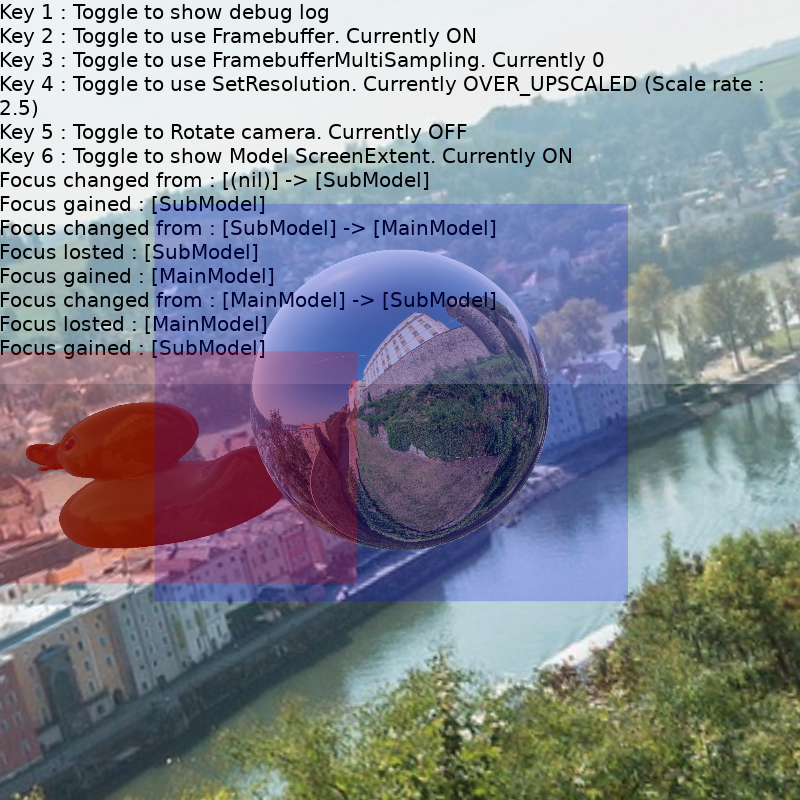 Key 1 : Toggle to show debug log
Key 2 : Toggle to use Framebuffer. Currently ON
Key 3 : Toggle to use FramebufferMultiSampling. Currently 0
Key 4 : Toggle to use SetResolution. Currently OVER_UPSCALED (Scale rate :
2.5)
Key 5 : Toggle to Rotate camera. Currently OFF
Key 6 : Toggle to show Model ScreenExtent. Currently ON
Focus changed from : [(nil)] -> [SubModel]
Focus gained : [SubModel]
Focus changed from : [SubModel] -> [MainModel]
Focus losted : [SubModel]
Focus gained : [MainModel]
Focus changed from : [MainModel] -> [SubModel]
Focus losted : [MainModel]
Focus gained : [SubModel]